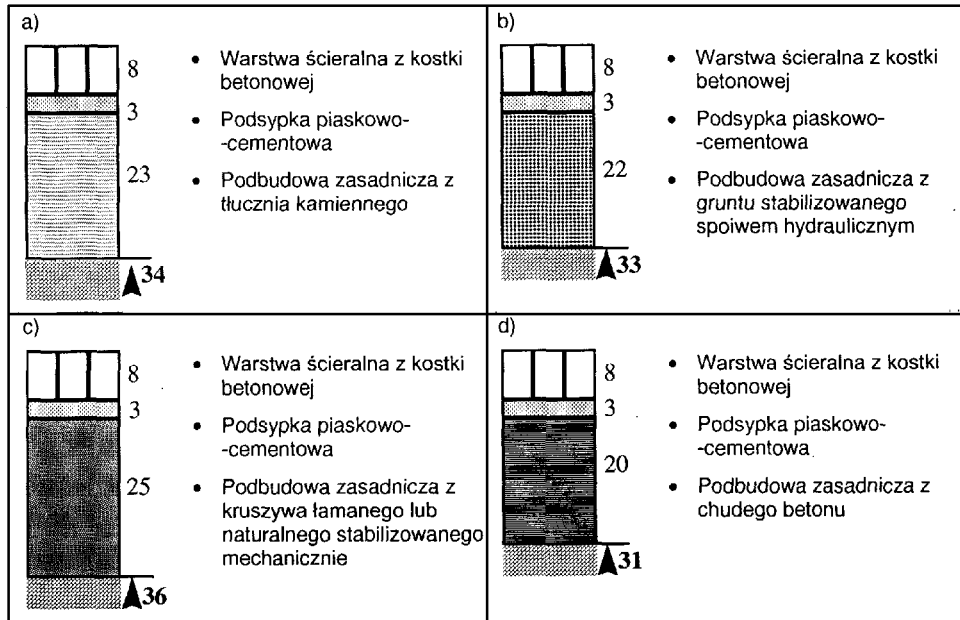 a)
8
3
23
34
• Warstwa ścieralna z kostki
betonowej
• Podsypka piaskowo-
-cementowa
• Podbudowa zasadnicza z
tłucznia kamiennego
b)
8
3
22
33
• Warstwa ścieralna z kostki
betonowej
• Podsypka piaskowo-
-cementowa
• Podbudowa zasadnicza z
gruntu stabilizowanego
spoiwem hydraulicznym
c)
8
3
25
36
• Warstwa ścieralna z kostki
betonowej
• Podsypka piaskowo-
-cementowa
• Podbudowa zasadnicza z
kruszywa łamanego lub
naturalnego stabilizowanego
mechanicznie
d)
8
3
20
31
• Warstwa ścieralna z kostki
betonowej
• Podsypka piaskowo-
-cementowa
• Podbudowa zasadnicza z
chudego betonu